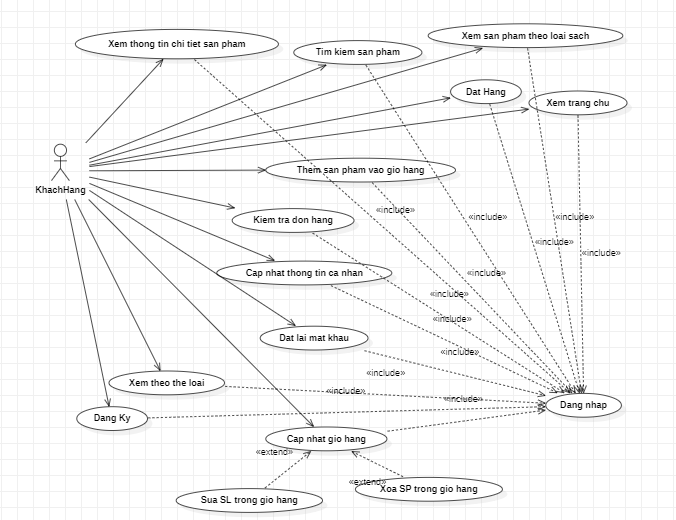 Xem san pham theo loai sach
Xem thong tin chi tiet san pham
Tim kiem san pham
Dat Hang
Xem trang chu
Them san pham vao gio hang
KhachHang
«include»
«include»
«include»
Kiem tra don hang
«include»
«include»
Cap nhat thong tin ca nhan
«include»
«include»
«include»
Dat lai mat khau
«include»
«include»
Xem theo the loai
«include»
«include»
Dang nhap
Dang Ky
Cap nhat gio hang
«extend»
«extend»
Xoa SP trong gio hang
Sua SL trong gio hang